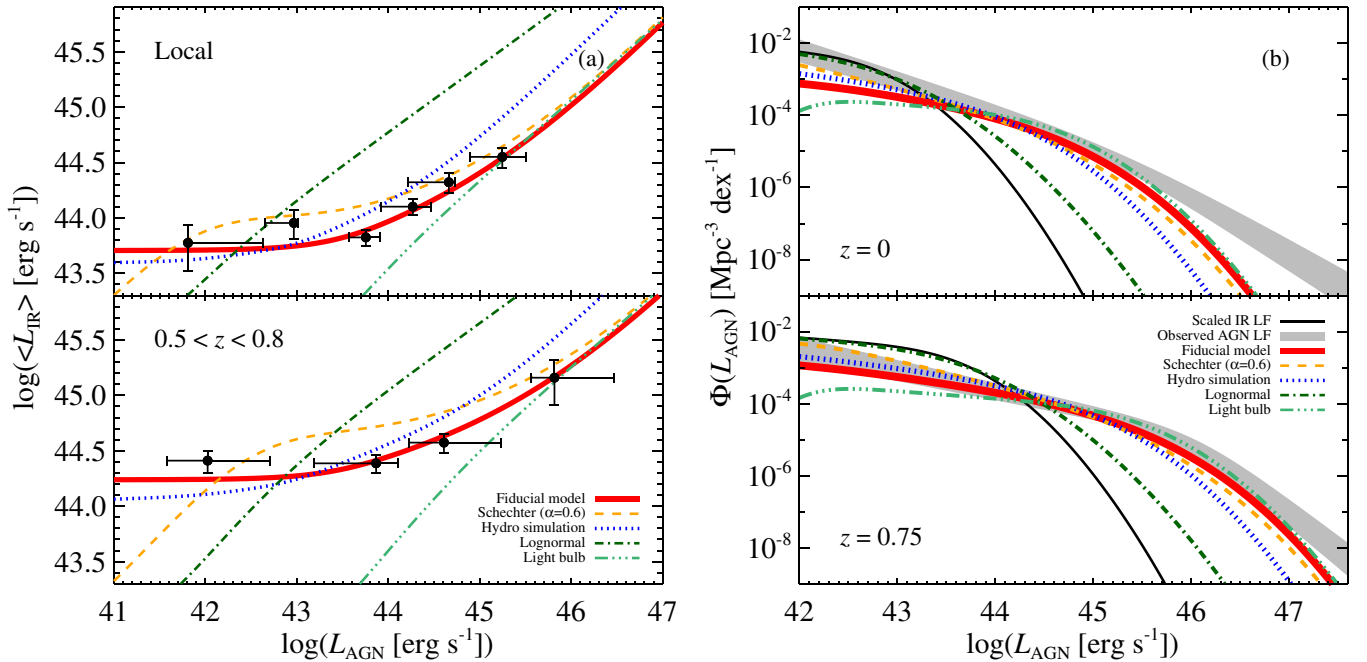 Local
(a)
45.5
45.0
44.5
44.0
43.5
0.5 < z < 0.8
45.5
45.0
44.5
44.0
43.5
log(<L_IR> [erg s⁻¹])
Fiducial model
Schechter (α=0.6)
Hydro simulation
Lognormal
Light bulb
41 42 43 44 45 46 47
log(L_AGN [erg s⁻¹])
(b)
10⁻²
10⁻⁴
10⁻⁶
10⁻⁸
z = 0
10⁻²
10⁻⁴
10⁻⁶
10⁻⁸
z = 0.75
Φ(L_AGN) [Mpc⁻³ dex⁻¹]
Scaled IR LF
Observed AGN LF
Fiducial model
Schechter (α=0.6)
Hydro simulation
Lognormal
Light bulb
42 43 44 45 46 47
log(L_AGN [erg s⁻¹])